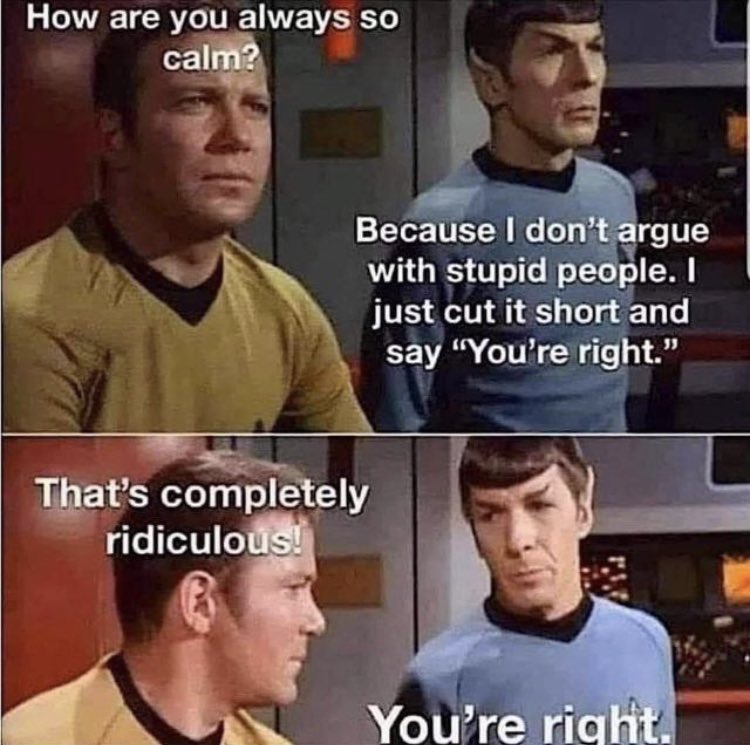 How are you always so
calm?
Because I don't argue
with stupid people. I
just cut it short and
say “You're right.”
That's completely
ridiculous!
You're right.